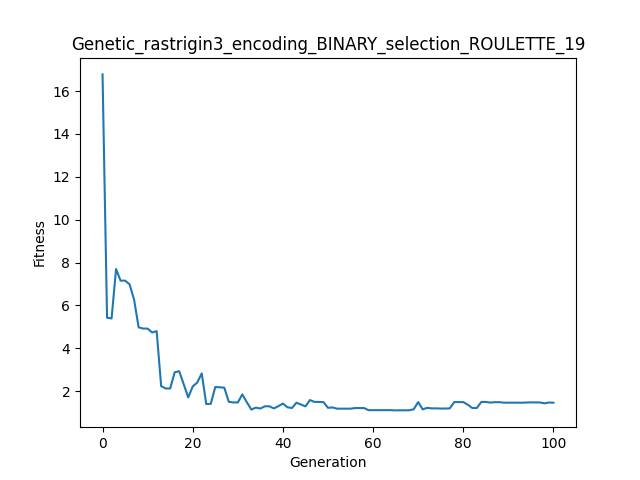 Genetic_rastrigin3_encoding_BINARY_selection_ROULETTE_19
Fitness
16
14
12
10
8
6
4
2
0 20 40 60 80 100
Generation